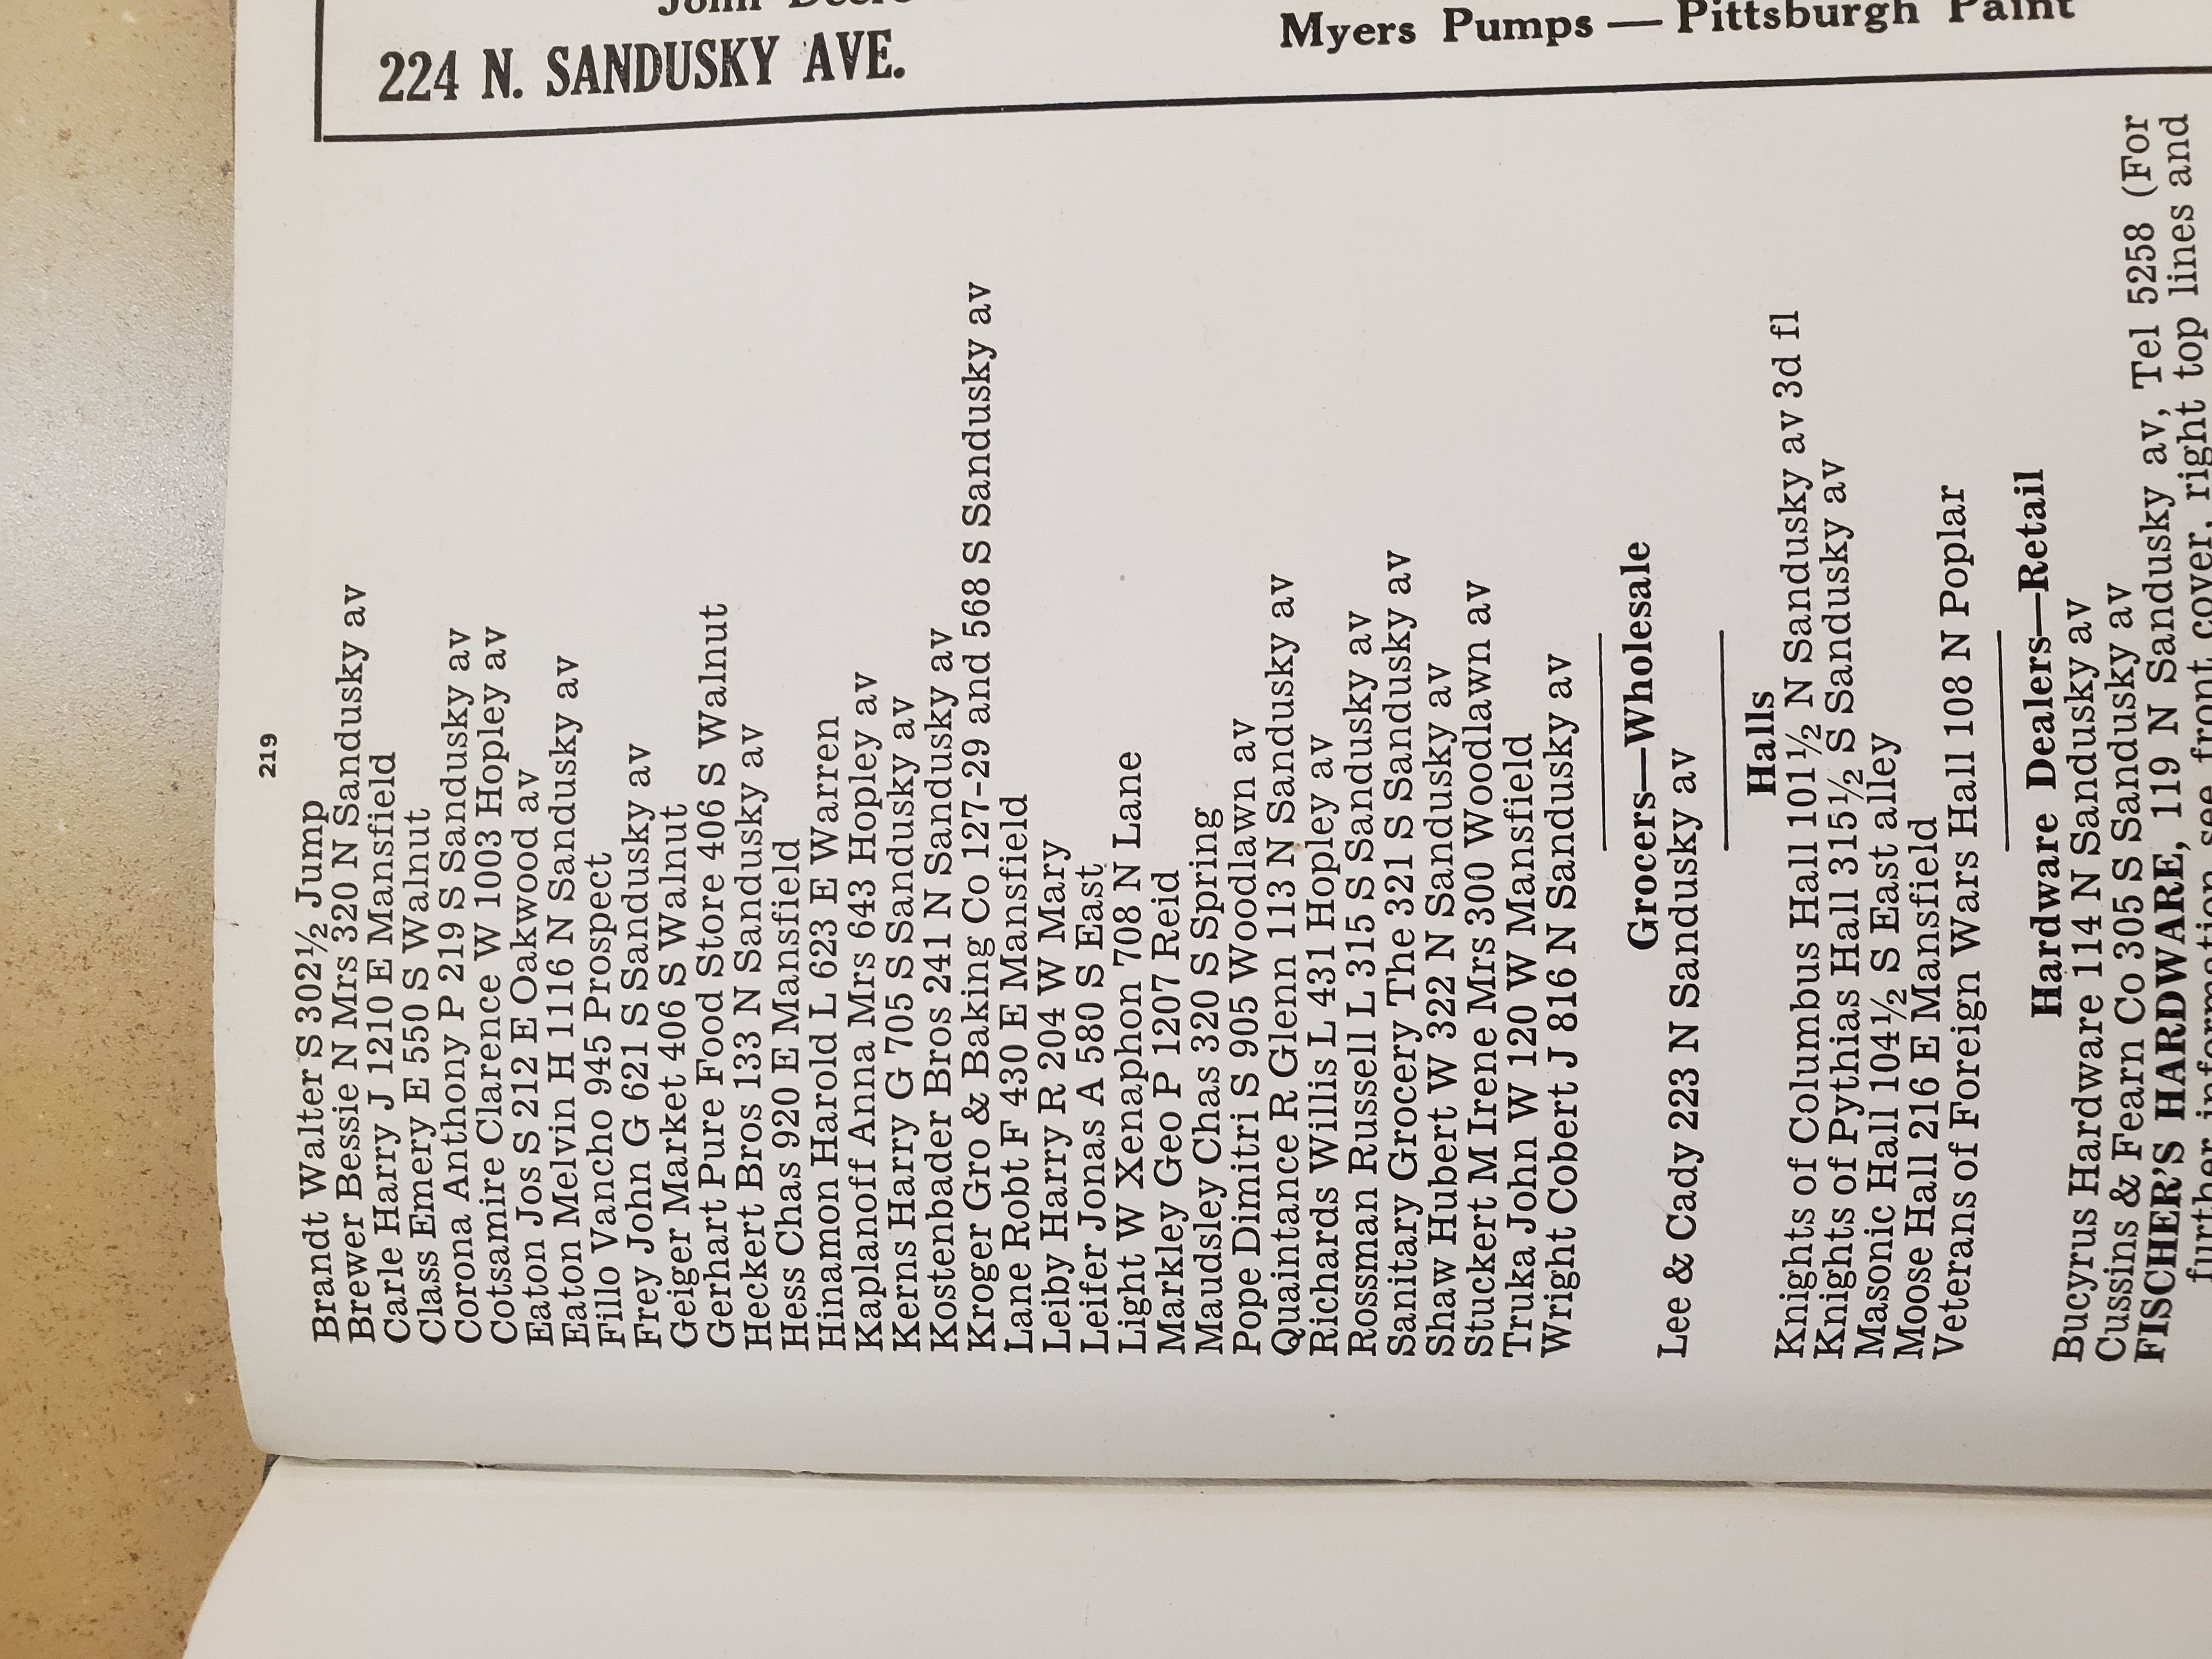 219
Brandt Walter S 302½ Jump
Brewer Bessie N Mrs 320 N Sandusky av
Carle Harry J 1210 E Mansfield
Class Emery E 550 S Walnut
Corona Anthony P 219 S Sandusky av
Cotsamire Clarence W 1003 Hopley av
Eaton Jos S 212 E Oakwood av
Eaton Melvin H 1116 N Sandusky av
Fillo Vancho 945 Prospect
Frey John G 621 S Sandusky av
Geiger Market 406 S Walnut
Gerhart Pure Food Store 406 S Walnut
Heckert Bros 133 N Sandusky av
Hess Chas 920 E Mansfield
Hinamon Harold L 623 E Warren
Kaplanoff Anna Mrs 643 Hopley av
Kerns Harry G 705 S Sandusky av
Kostenbader Bros 241 N Sandusky av
Kroger Gro & Baking Co 127-29 and 568 S Sandusky av
Lane Robt F 430 E Mansfield
Leiby Harry R 204 W Mary
Leifer Jonas A 580 S East
Light W Xenaphon 708 N Lane
Markley Geo P 1207 Reid
Maudsley Chas 320 S Spring
Pope Dimitri S 905 Woodlawn av
Quaintance R Glenn 113 N Sandusky av
Richards Willis L 431 Hopley av
Rossman Russell L 315 S Sandusky av
Sanitary Grocery The 321 S Sandusky av
Shaw Hubert W 322 N Sandusky av
Stuckert M Irene Mrs 300 Woodlawn av
Truka John W 120 W Mansfield
Wright Cobert J 816 N Sandusky av
Grocers—Wholesale
Lee & Cady 223 N Sandusky av
Halls
Knights of Columbus Hall 101½ N Sandusky av 3d fl
Knights of Pythias Hall 315½ S Sandusky av
Masonic Hall 104½ S East alley
Moose Hall 216 E Mansfield
Veterans of Foreign Wars Hall 108 N Poplar
Hardware Dealers—Retail
Bucyrus Hardware 114 N Sandusky av
Cussins & Fearn Co 305 S Sandusky av
FISCHER'S HARDWARE, 119 N Sandusky av, Tel 5258 (For
further information see front cover, right top lines and
John Deere
224 N. SANDUSKY AVE.
Myers Pumps — Pittsburgh Paint